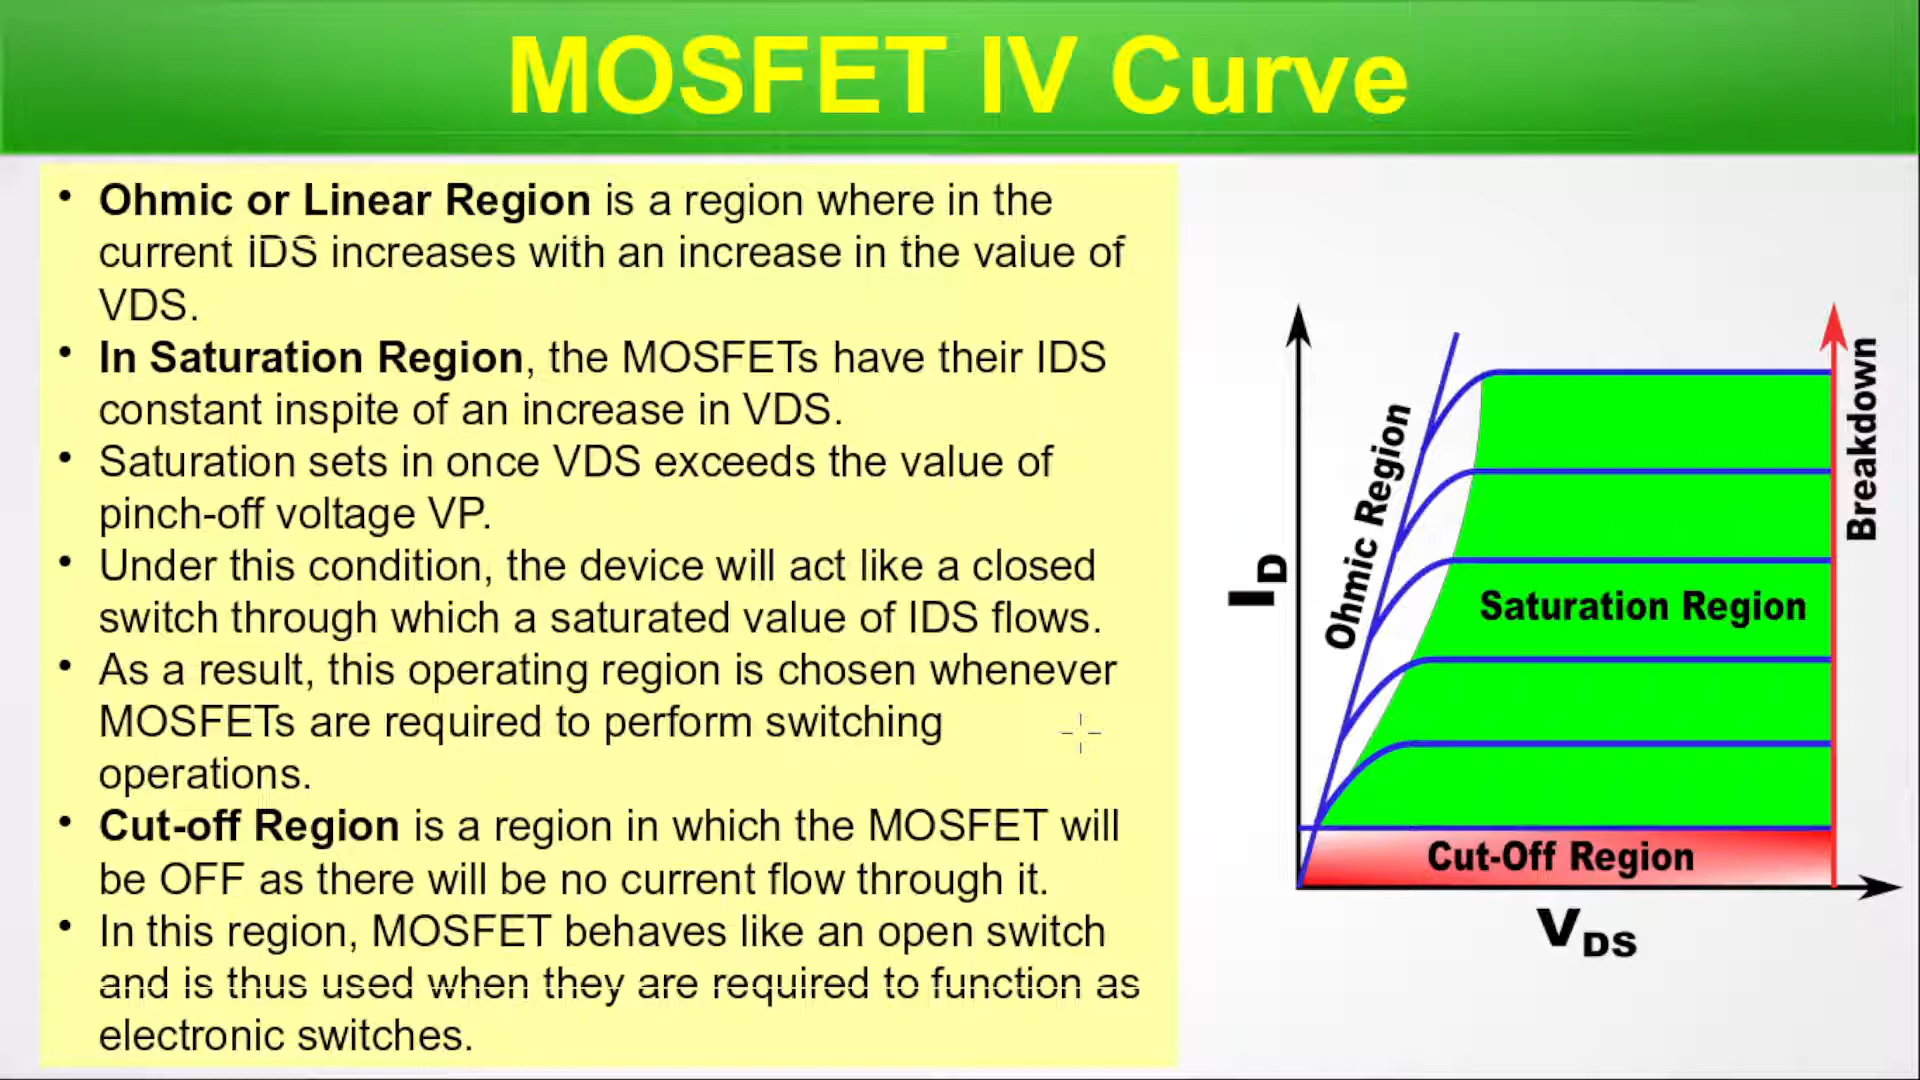 MOSFET IV Curve
• Ohmic or Linear Region is a region where in the
current IDS increases with an increase in the value of
VDS.
• In Saturation Region, the MOSFETs have their IDS
constant inspite of an increase in VDS.
• Saturation sets in once VDS exceeds the value of
pinch-off voltage VP.
• Under this condition, the device will act like a closed
switch through which a saturated value of IDS flows.
• As a result, this operating region is chosen whenever
MOSFETs are required to perform switching
operations.
• Cut-off Region is a region in which the MOSFET will
be OFF as there will be no current flow through it.
• In this region, MOSFET behaves like an open switch
and is thus used when they are required to function as
electronic switches.
ID
Ohmic Region
Saturation Region
Breakdown
Cut-Off Region
VDS